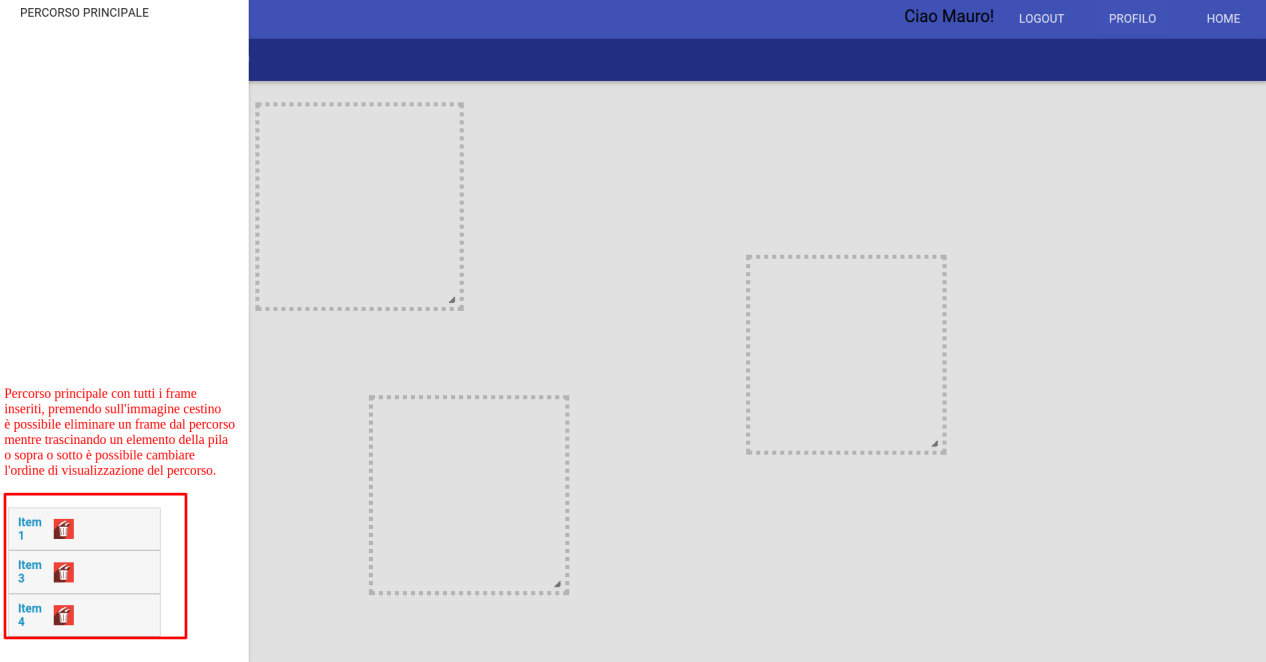 PERCORSO PRINCIPALE
Ciao Mauro!
LOGOUT
PROFILO
HOME
Percorso principale con tutti i frame
inseriti, premendo sull'immagine cestino
è possibile eliminare un frame dal percorso
mentre trascinando un elemento della pila
o sopra o sotto è possibile cambiare
l'ordine di visualizzazione del percorso.
Item
1
Item
3
Item
4